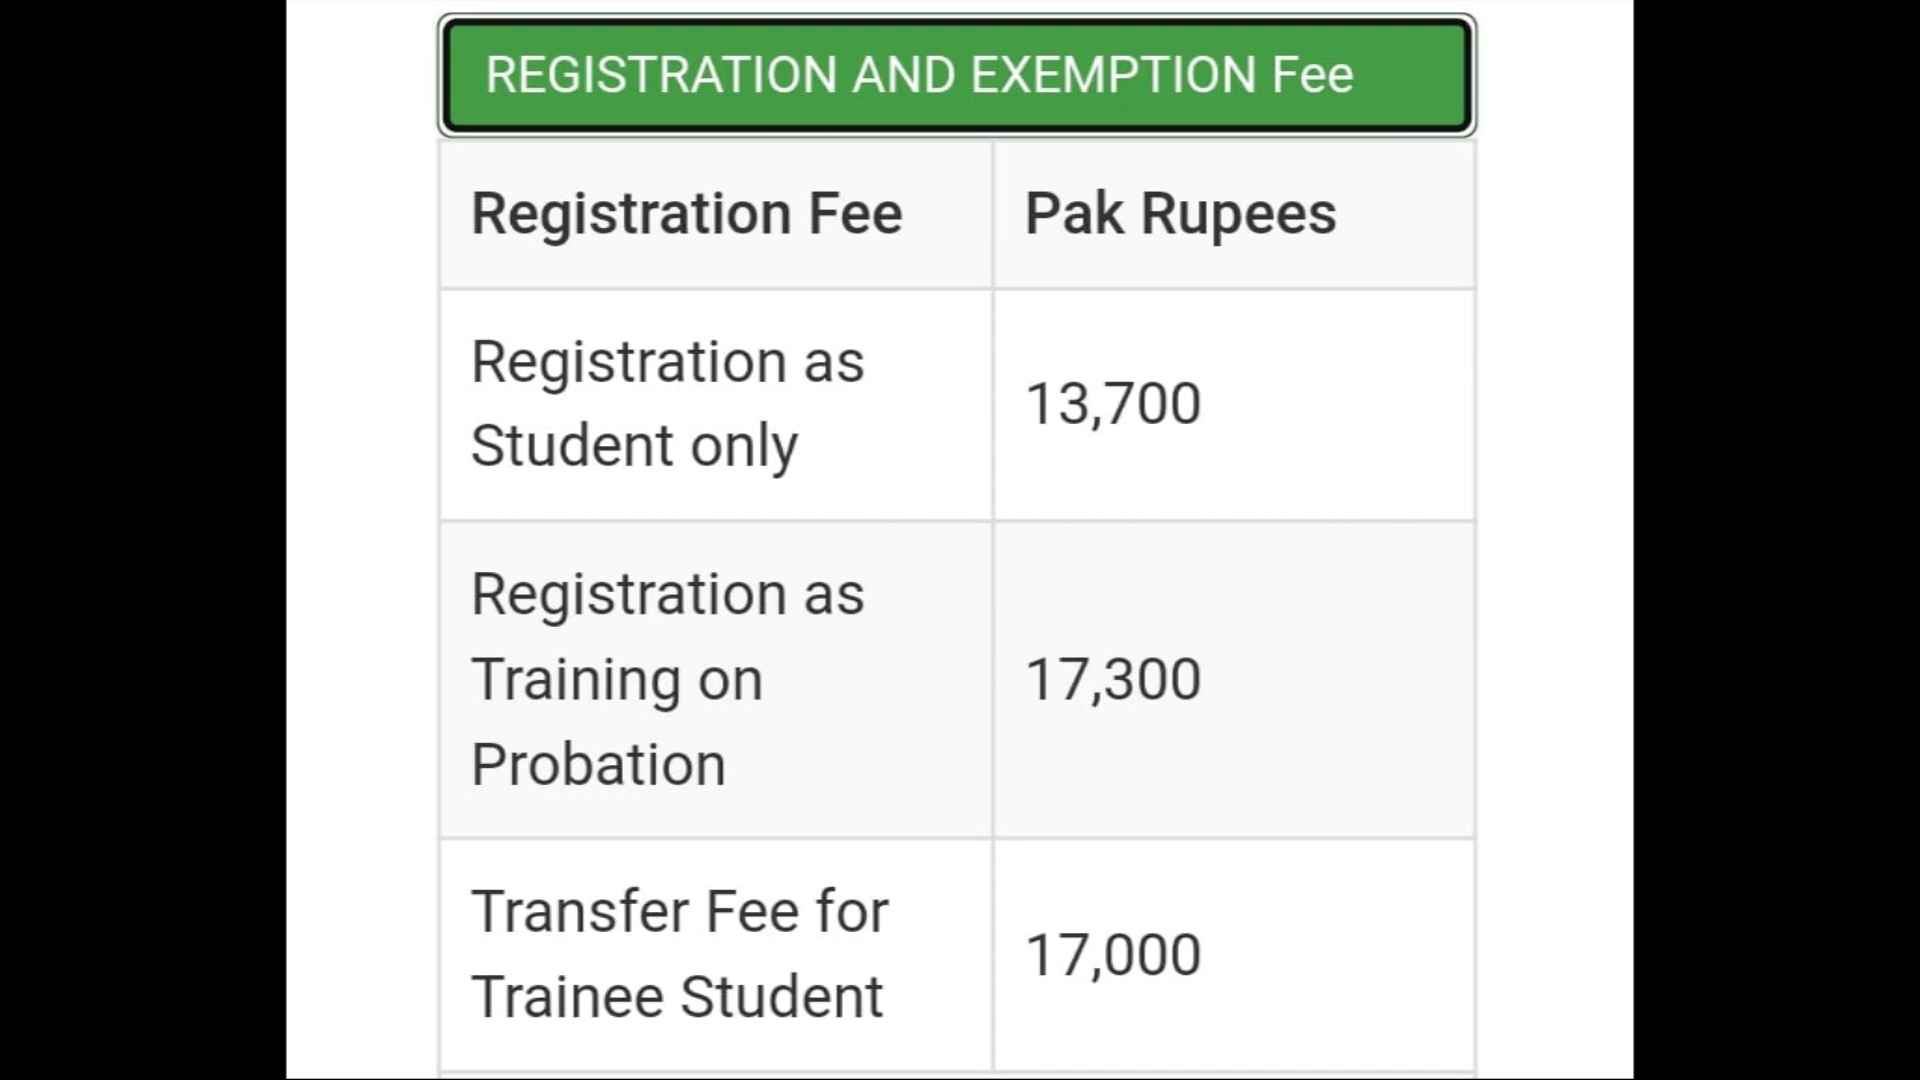 REGISTRATION AND EXEMPTION Fee
Registration Fee
Pak Rupees
Registration as
Student only
13,700
Registration as
Training on
Probation
17,300
Transfer Fee for
Trainee Student
17,000